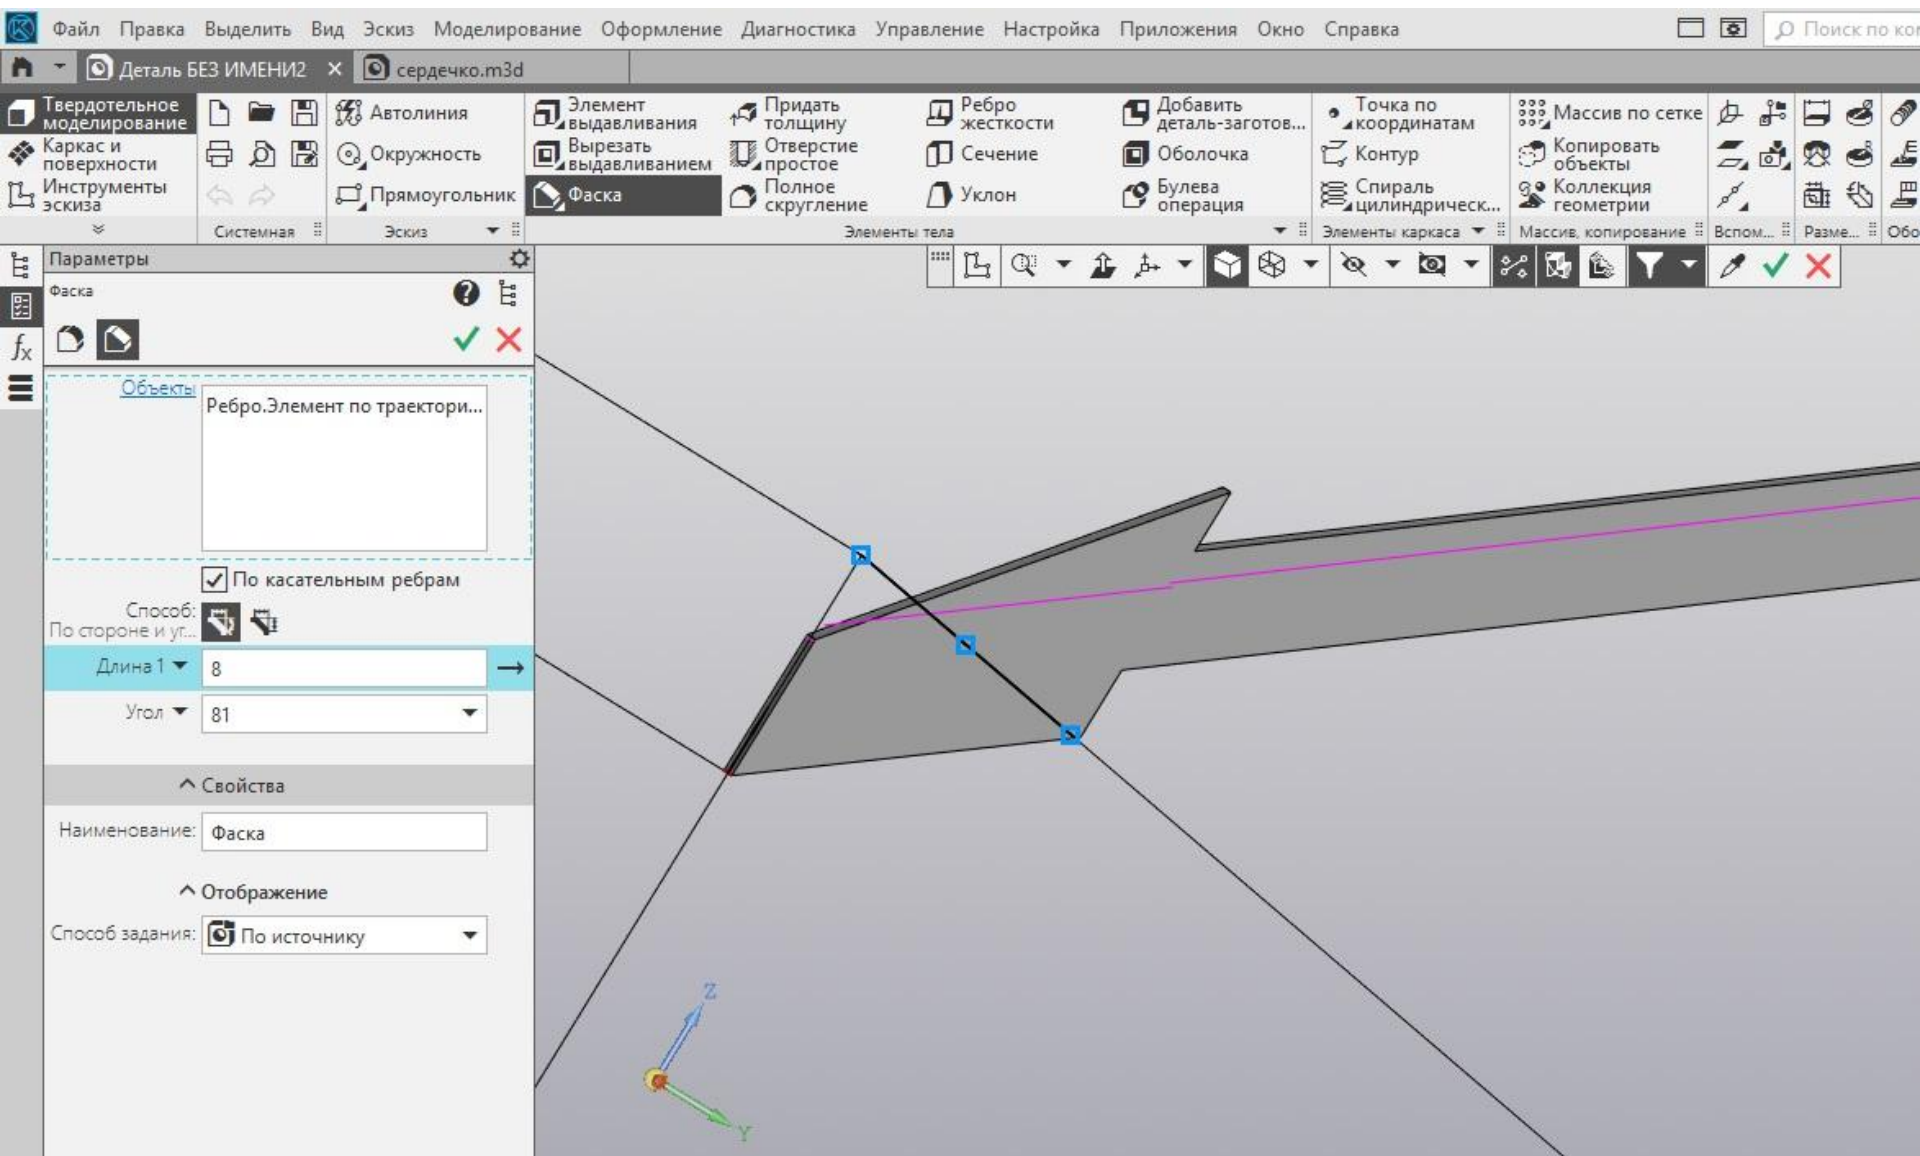 Файл Правка Выделить Вид Эскиз Моделирование Оформление Диагностика Управление Настройка Приложения Окно Справка
Поиск по ком
Деталь БЕЗ ИМЕНИ2
сердечко.m3d
Твердотельное
моделирование
Каркас и
поверхности
Инструменты
эскиза
Системная
Автолиния
Окружность
Прямоугольник
Эскиз
Элемент
выдавливания
Вырезать
выдавливанием
Фаска
Придать
толщину
Отверстие
простое
Полное
скругление
Ребро
жесткости
Сечение
Уклон
Добавить
деталь-заготов...
Оболочка
Булева
операция
Элементы тела
Точка по
координатам
Контур
Спираль
цилиндрическ...
Элементы каркаса
Массив по сетке
Копировать
объекты
Коллекция
геометрии
Массив, копирование
Вспом...
Разме...
Обо
Параметры
Фаска
Объекты
Ребро.Элемент по траектори...
По касательным ребрам
Способ:
По стороне и уг...
Длина 1
8
Угол
81
Свойства
Наименование:
Фаска
Отображение
Способ задания:
По источнику
Z
Y